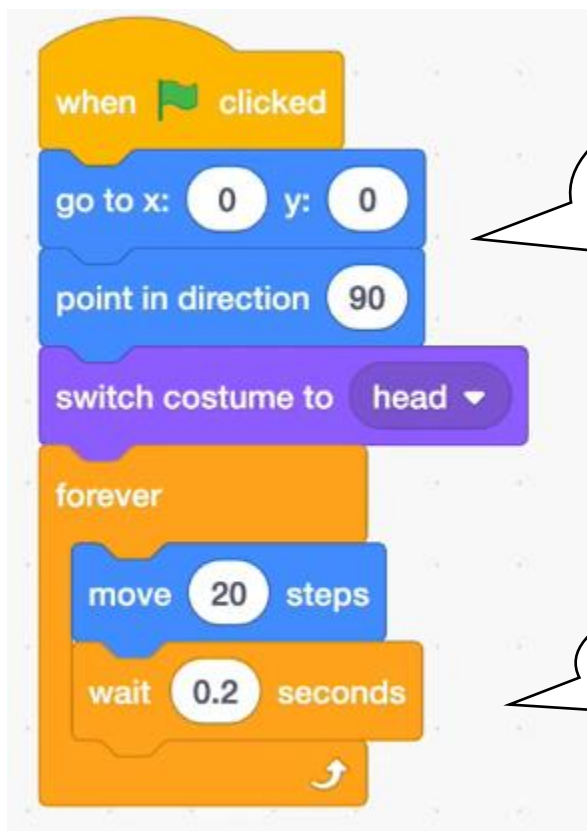 when clicked
go to x: 0 y: 0
point in direction 90
switch costume to head
forever
move 20 steps
wait 0.2 seconds